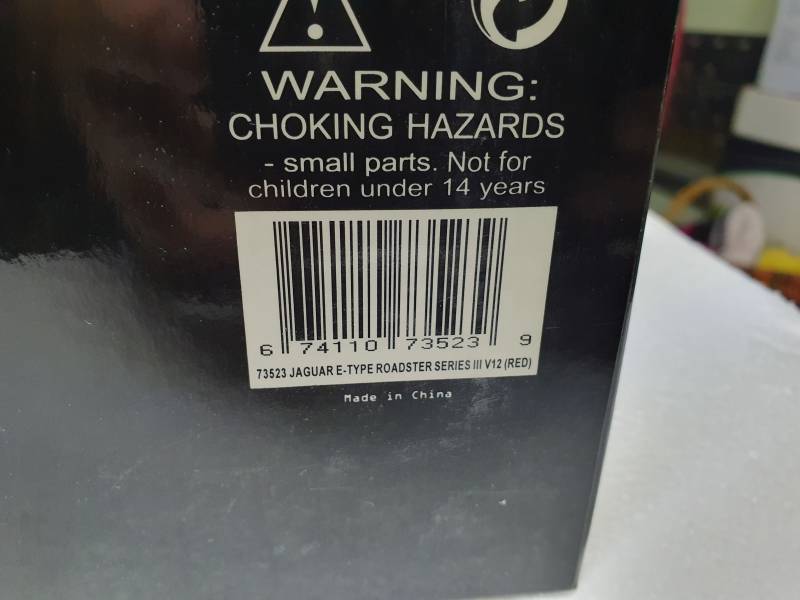 WARNING:
CHOKING HAZARDS
- small parts. Not for
children under 14 years
6 74110 73523 9
73523 JAGUAR E-TYPE ROADSTER SERIES III V12 (RED)
Made in China